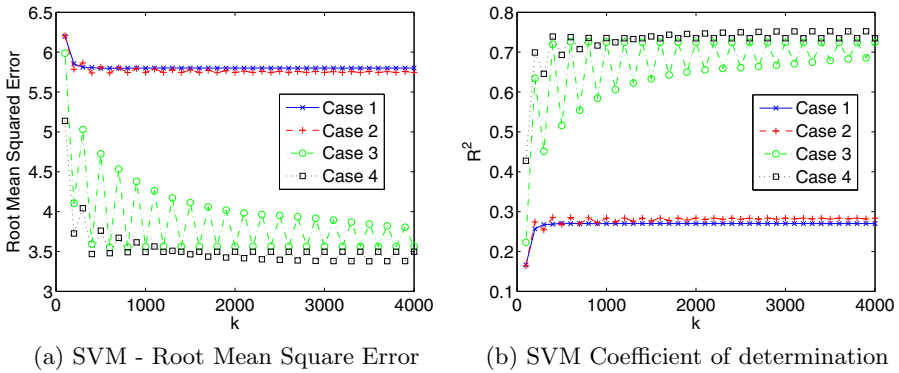 6.5
6
5.5
5
4.5
4
3.5
3
0
1000
2000
3000
4000
Root Mean Squared Error
k
Case 1
Case 2
Case 3
Case 4
(a) SVM - Root Mean Square Error
0.8
0.7
0.6
0.5
0.4
0.3
0.2
0.1
0
1000
2000
3000
4000
R²
k
Case 1
Case 2
Case 3
Case 4
(b) SVM Coefficient of determination